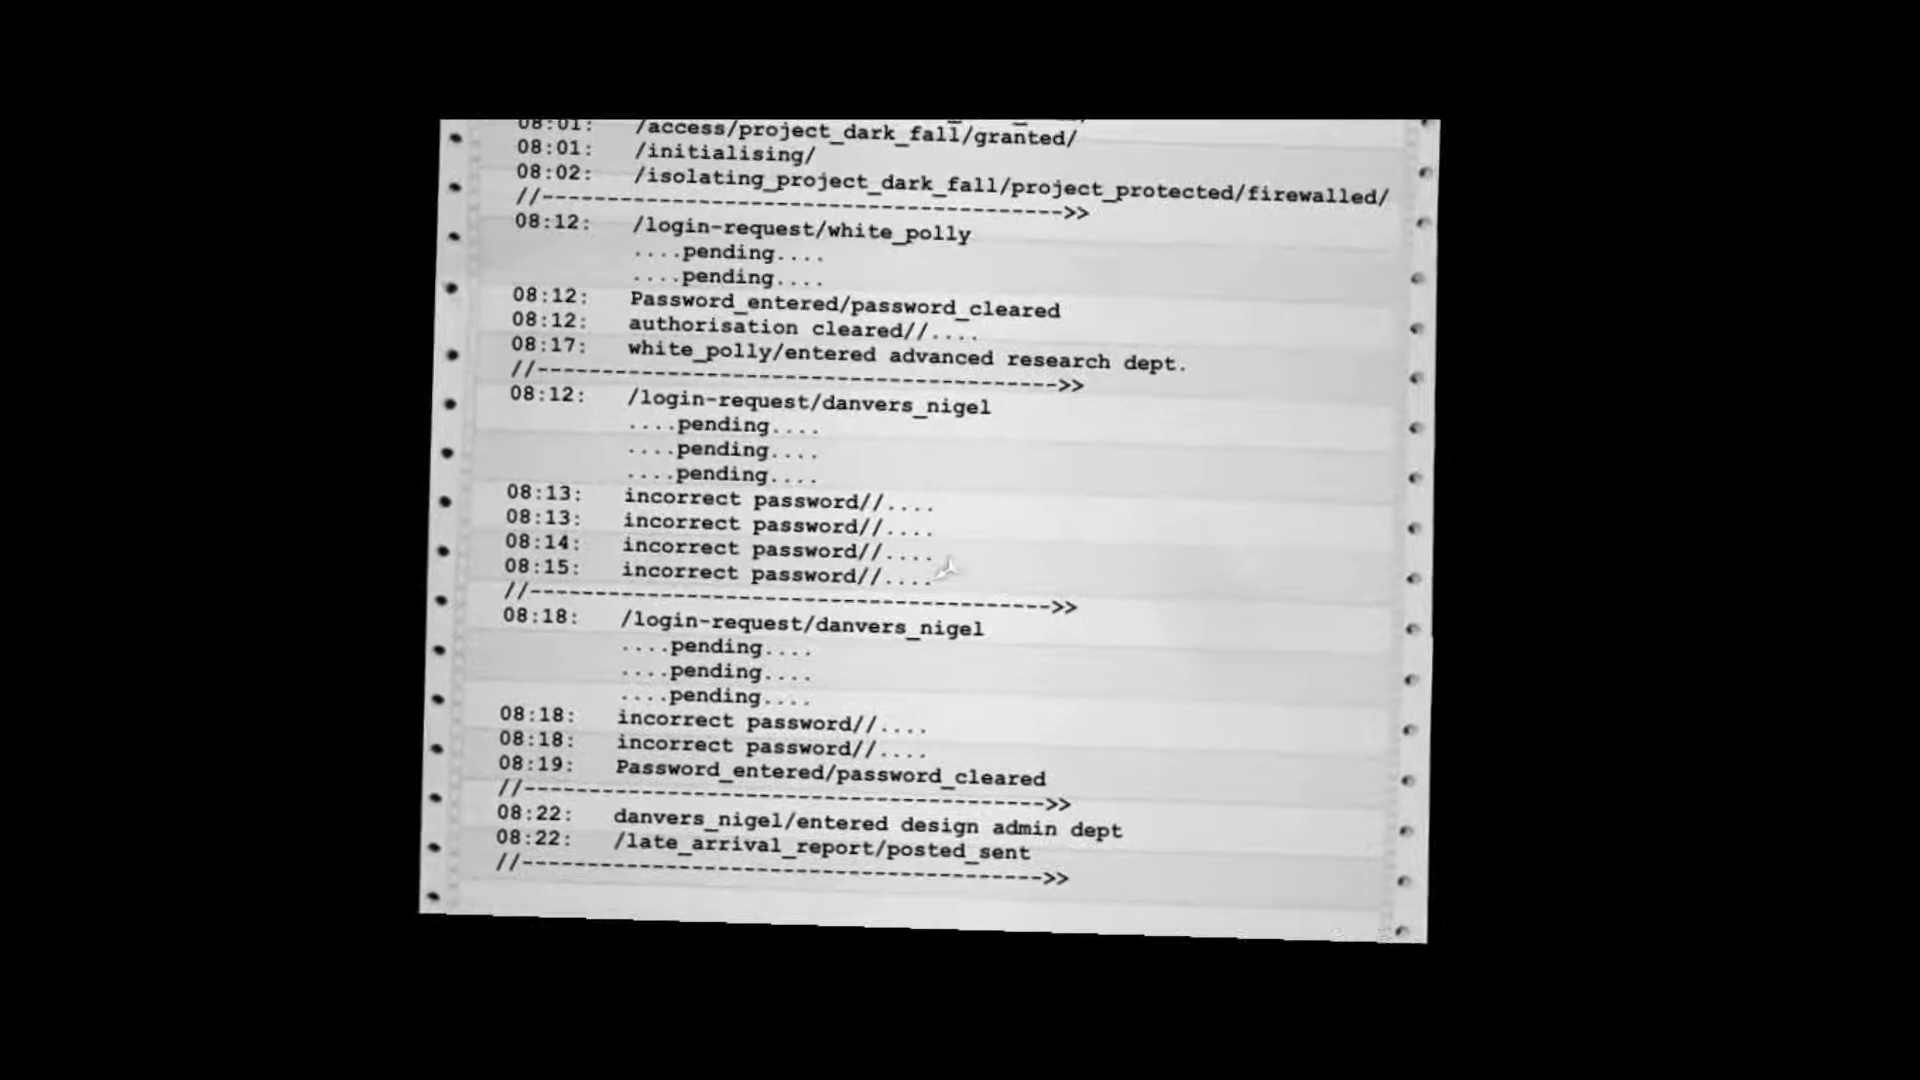 08:01: /access/project_dark_fall/granted/
08:01: /initialising/
08:02: /isolating_project_dark_fall/project_protected/firewalled/
//---------------------------------------->>
08:12: /login-request/white_polly
....pending....
....pending....
08:12: Password_entered/password_cleared
08:12: authorisation cleared//....
08:17: white_polly/entered advanced research dept.
//---------------------------------------->>
08:12: /login-request/danvers_nigel
....pending....
....pending....
....pending....
08:13: incorrect password//....
08:13: incorrect password//....
08:14: incorrect password//....
08:15: incorrect password//....
//---------------------------------------->>
08:18: /login-request/danvers_nigel
....pending....
....pending....
....pending....
08:18: incorrect password//....
08:18: incorrect password//....
08:19: Password_entered/password_cleared
//---------------------------------------->>
08:22: danvers_nigel/entered design admin dept
08:22: /late_arrival_report/posted_sent
//---------------------------------------->>